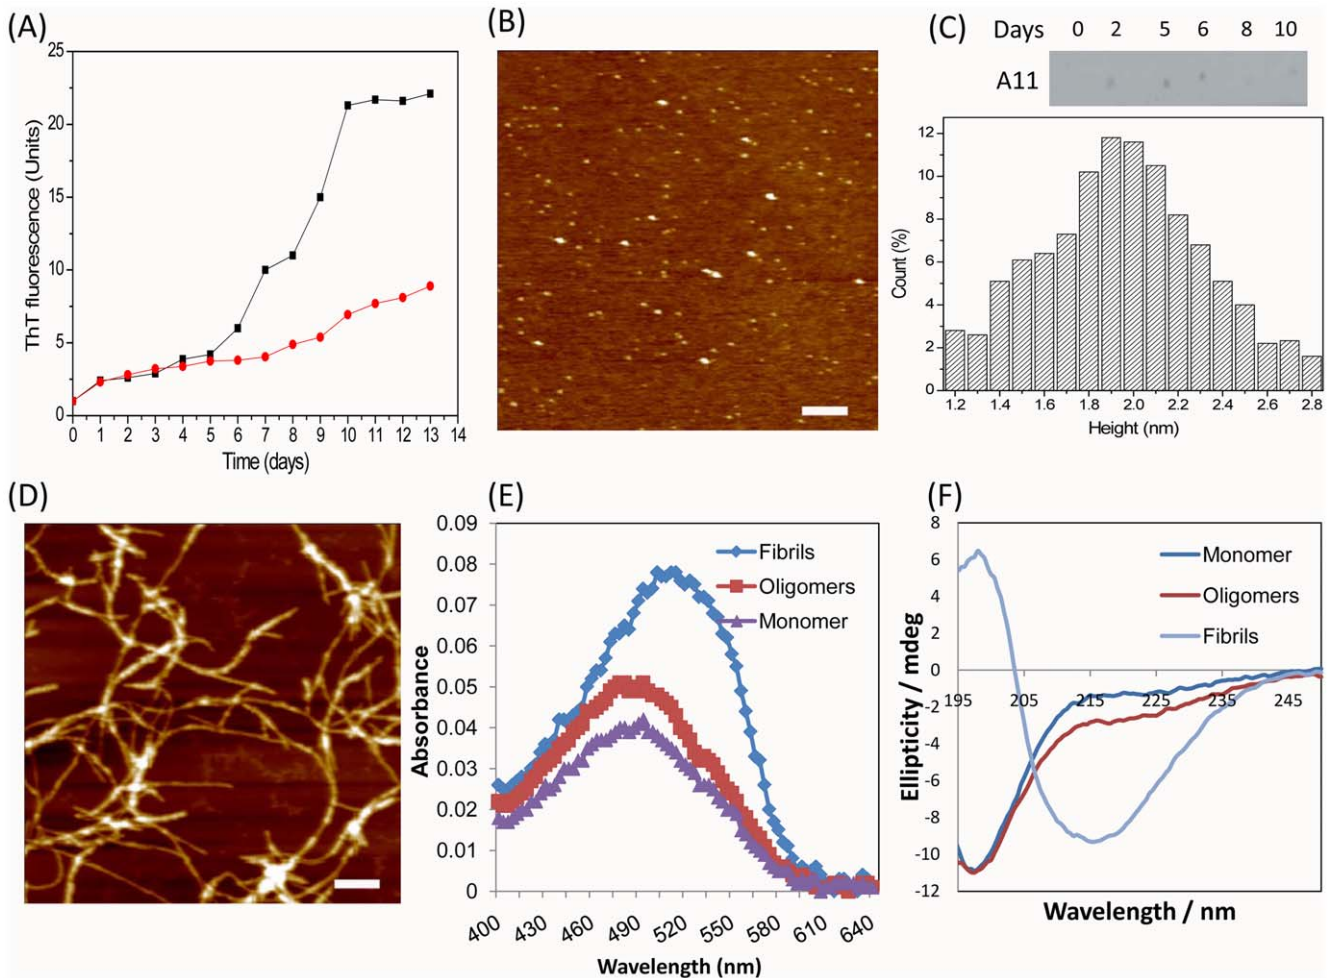 (A)
25
20
15
10
5
0
ThT fluorescence (Units)
0 1 2 3 4 5 6 7 8 9 10 11 12 13 14
Time (days)
(B)
(C)
Days 0 2 5 6 8 10
A11
12
10
8
6
4
2
0
Count (%)
1.2 1.4 1.6 1.8 2.0 2.2 2.4 2.6 2.8
Height (nm)
(D)
(E)
0.09
0.08
0.07
0.06
0.05
0.04
0.03
0.02
0.01
0
Absorbance
Fibrils
Oligomers
Monomer
400 430 460 490 520 550 580 610 640
Wavelength (nm)
(F)
8
6
4
2
0
-2
-4
-6
-8
-10
-12
Ellipticity / mdeg
Monomer
Oligomers
Fibrils
195 205 215 225 235 245
Wavelength / nm